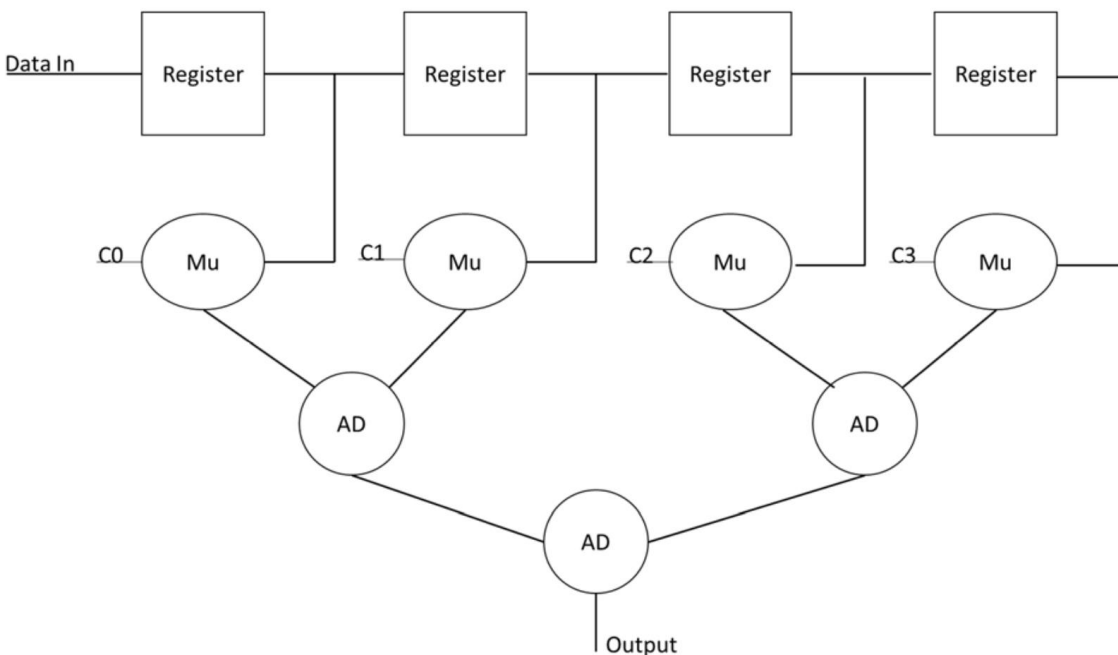 Data In
Register
Register
Register
Register
C0
Mu
C1
Mu
C2
Mu
C3
Mu
AD
AD
AD
Output